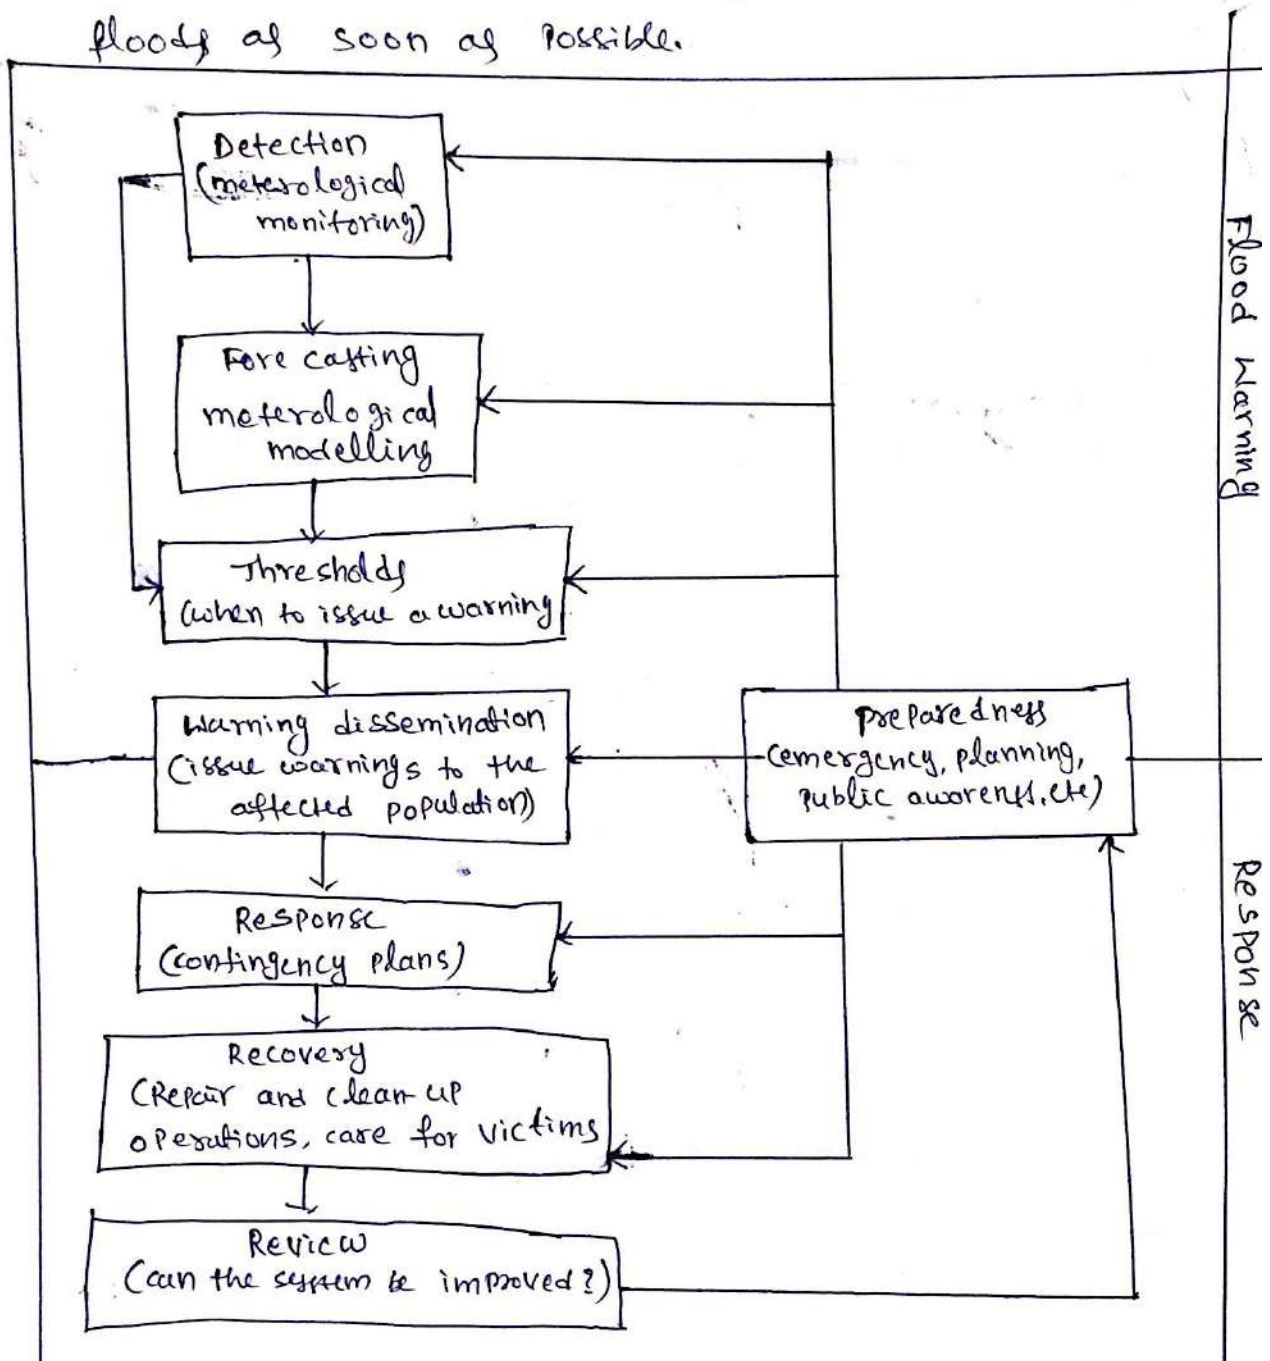 floods as soon as possible.
Detection
(meterological
monitoring)
Fore casting
meterological
modelling
Thresholds
(when to issue a warning
Warning dissemination
(issue warnings to the
affected population)
preparedness
(emergency, planning,
public aworenss, etc)
Response
(contingency plans)
Recovery
(Repair and clean-up
operations, care for victims
Review
(can the system be improved?)
Flood Warning
Response